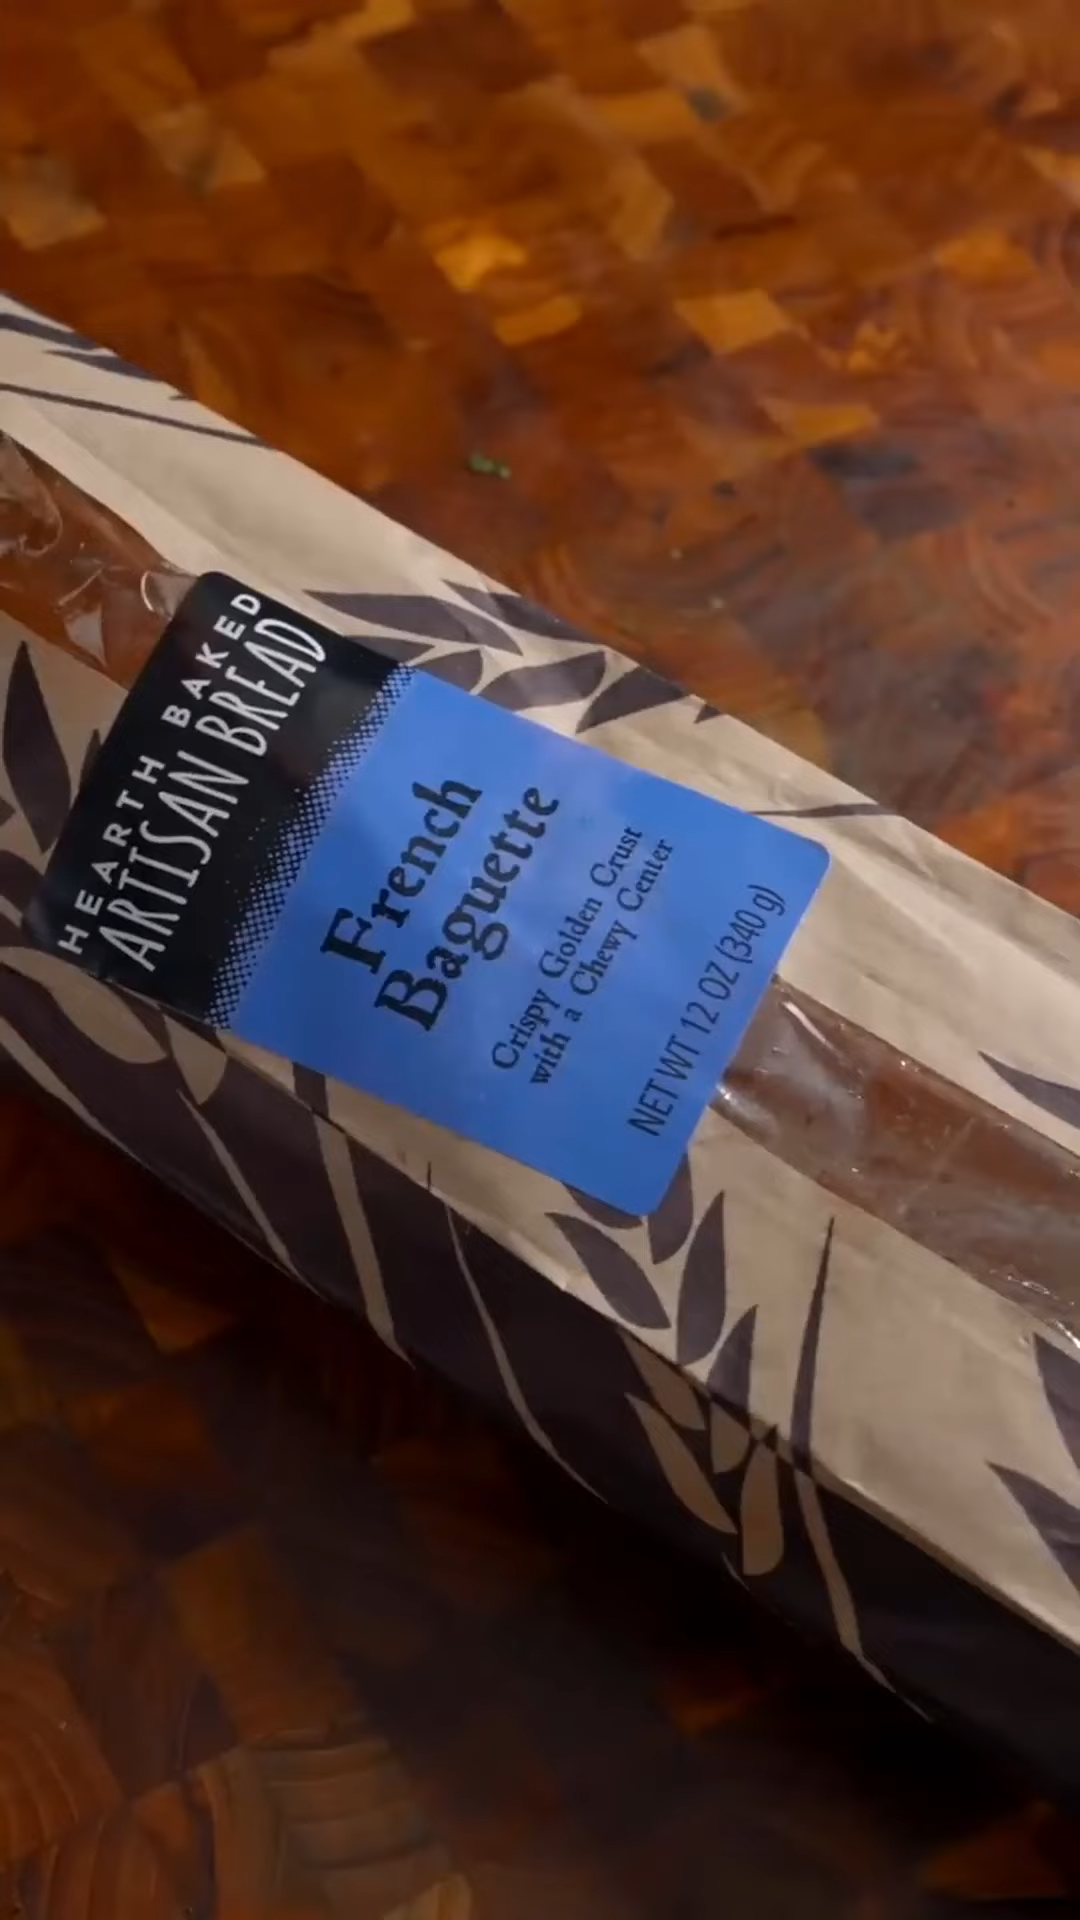 HEARTH BAKED
ARTISAN BREAD
French
Baguette
Crispy Golden Crust
with a Chewy Center
NET WT 12 OZ (340 g)